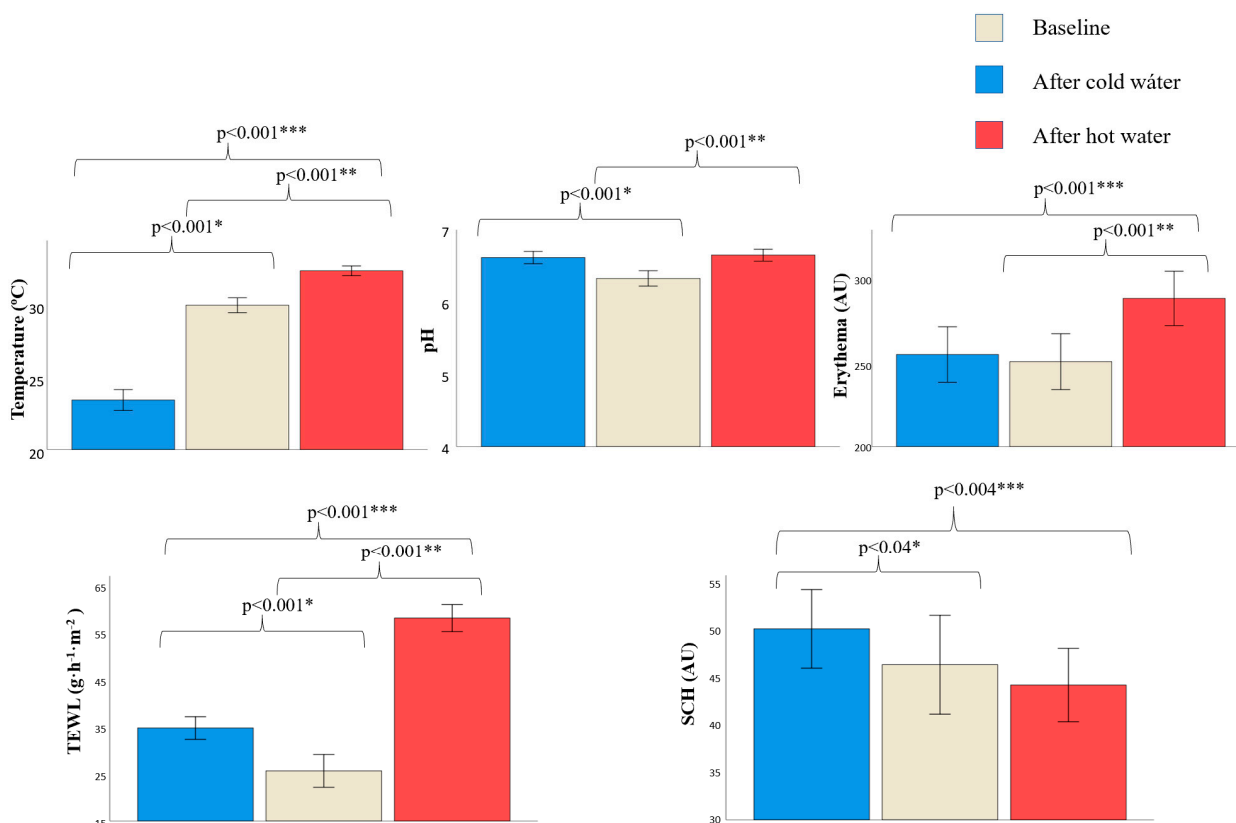 Baseline
After cold wáter
After hot water
p<0.001***
p<0.001**
p<0.001*
Temperature (ºC)
30
25
20
p<0.001**
p<0.001*
pH
7
6
5
4
p<0.001***
p<0.001**
Erythema (AU)
300
250
200
p<0.001***
p<0.001**
p<0.001*
TEWL (g·h⁻¹·m⁻² )
65
55
45
35
25
15
p<0.004***
p<0.04*
SCH (AU)
55
50
45
40
35
30